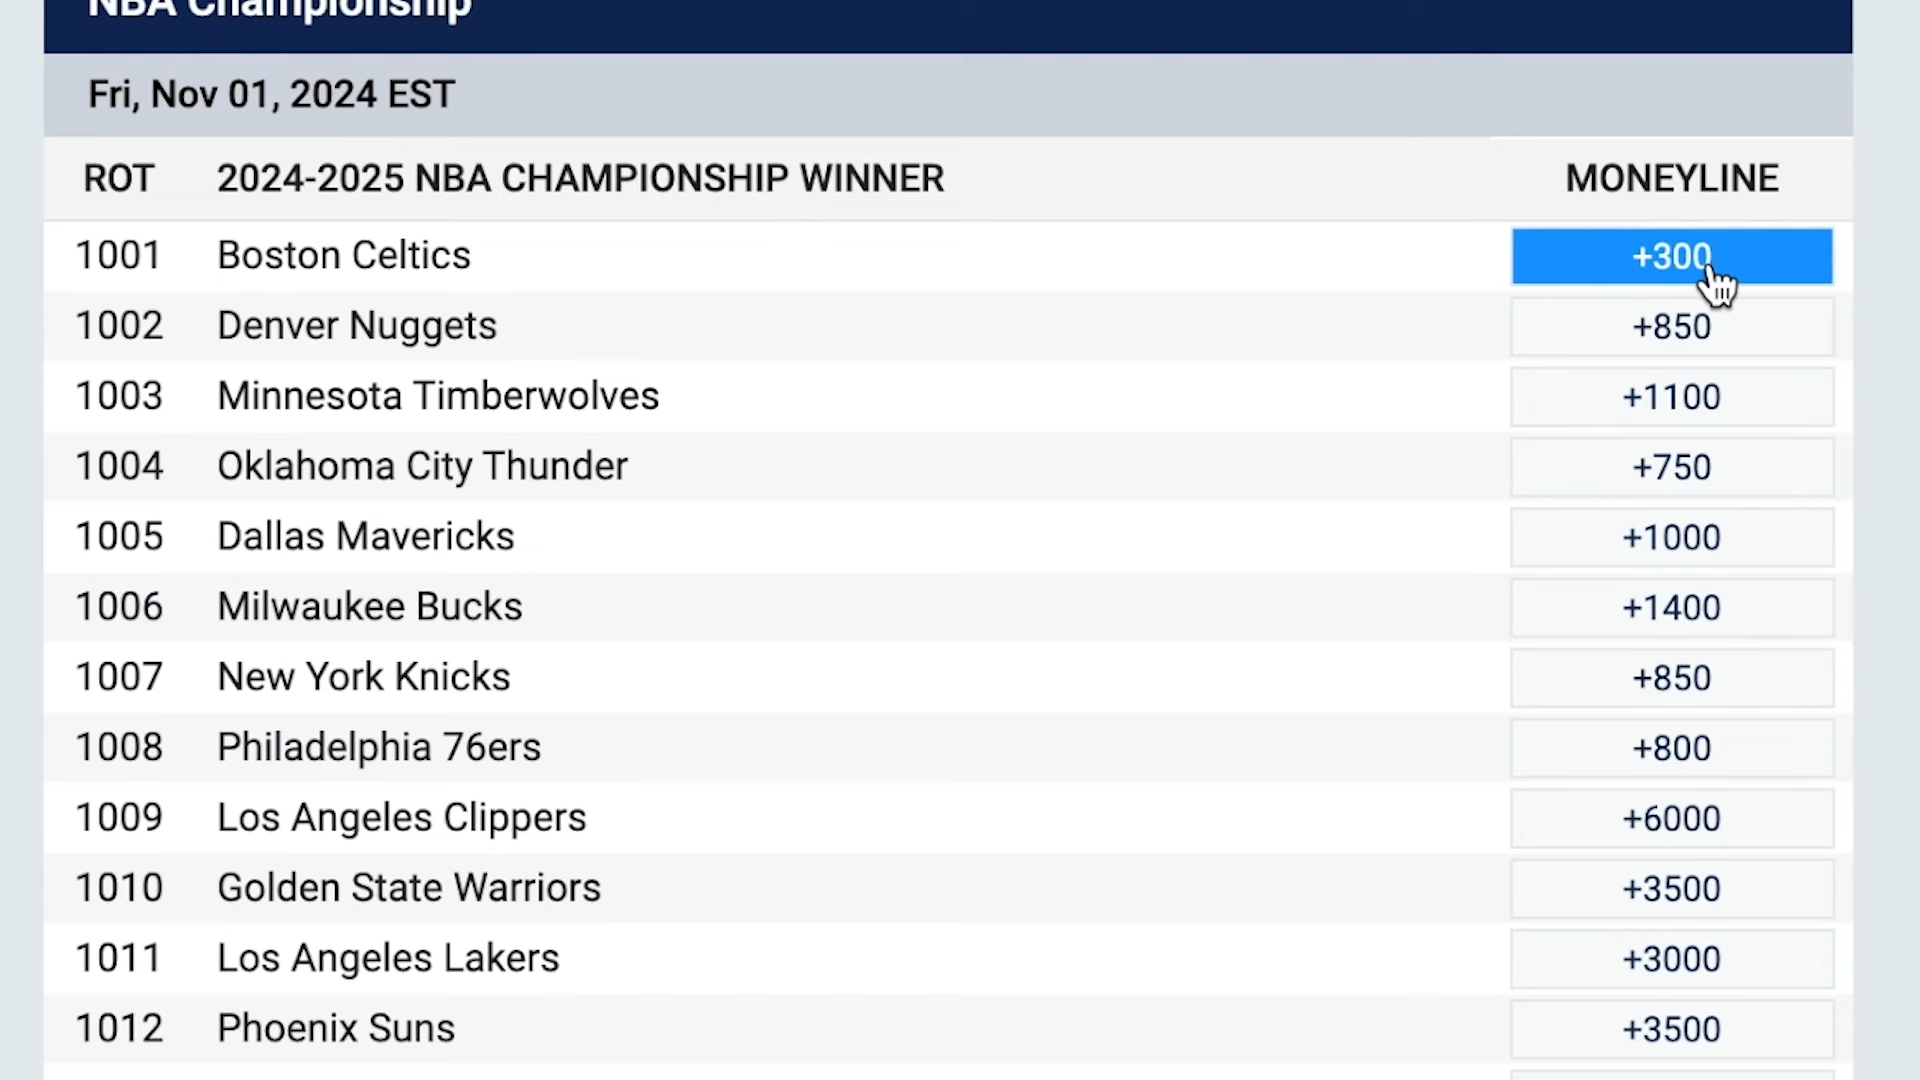 NBA Championship
Fri, Nov 01, 2024 EST
ROT 2024-2025 NBA CHAMPIONSHIP WINNER MONEYLINE
1001 Boston Celtics +300
1002 Denver Nuggets +850
1003 Minnesota Timberwolves +1100
1004 Oklahoma City Thunder +750
1005 Dallas Mavericks +1000
1006 Milwaukee Bucks +1400
1007 New York Knicks +850
1008 Philadelphia 76ers +800
1009 Los Angeles Clippers +6000
1010 Golden State Warriors +3500
1011 Los Angeles Lakers +3000
1012 Phoenix Suns +3500